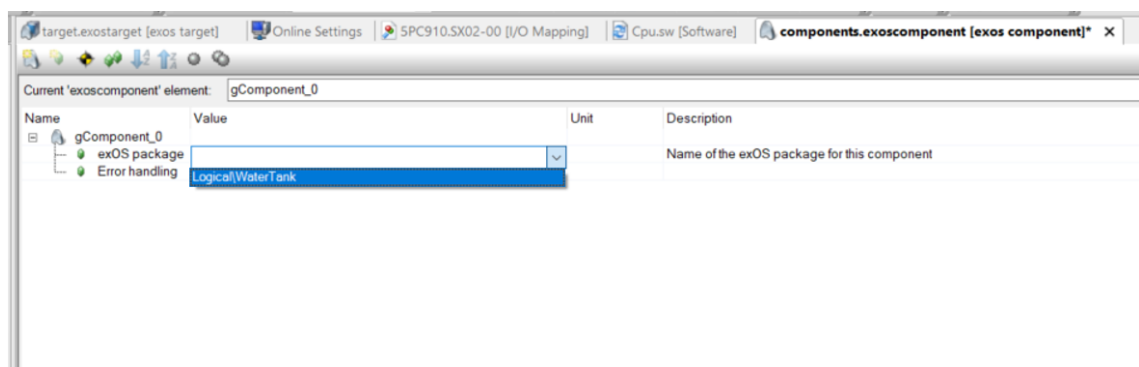 target.exostarget [exos target] Online Settings 5PC910.SX02-00 [I/O Mapping] Cpu.sw [Software] components.exoscomponent [exos component]* X
Current 'exoscomponent' element: gComponent_0
Name Value Unit Description
gComponent_0
exOS package Name of the exOS package for this component
Error handling Logical\WaterTank